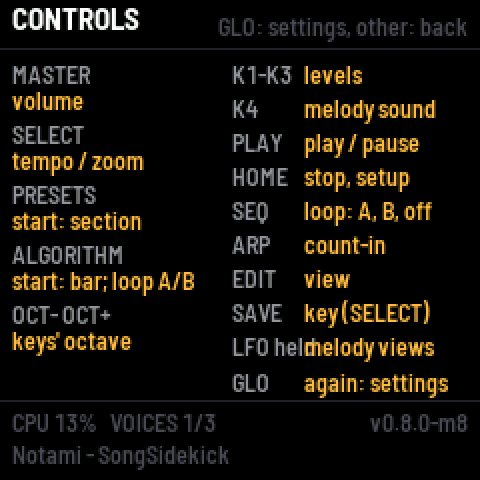 CONTROLS
GLO: settings, other: back
MASTER
volume
SELECT
tempo / zoom
PRESETS
start: section
ALGORITHM
start: bar; loop A/B
OCT- OCT+
keys' octave
K1-K3 levels
K4 melody sound
PLAY play / pause
HOME stop, setup
SEQ loop: A, B, off
ARP count-in
EDIT view
SAVE key (SELECT)
LFO held melody views
GLO again: settings
CPU 13% VOICES 1/3
v0.8.0-m8
Notami - SongSidekick